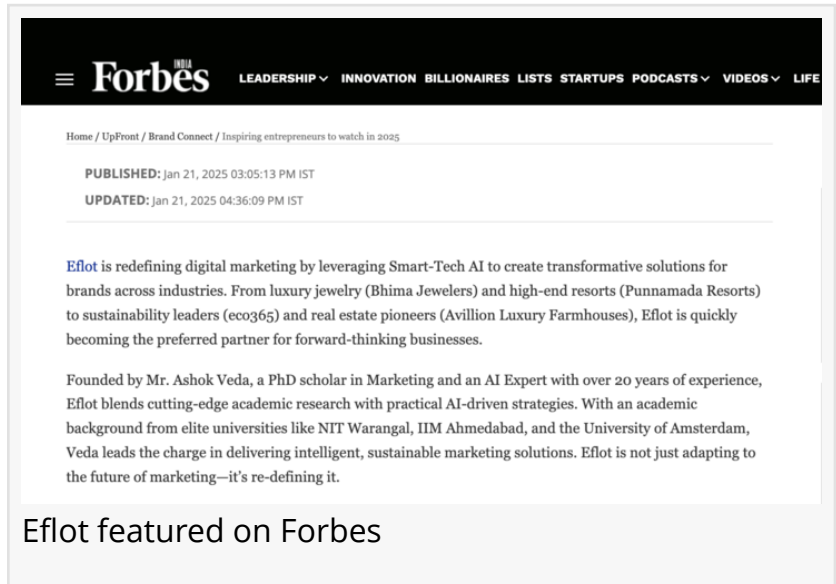 INDIA
Forbes
LEADERSHIP INNOVATION BILLIONAIRES LISTS STARTUPS PODCASTS VIDEOS LIFE
Home / UpFront / Brand Connect / Inspiring entrepreneurs to watch in 2025
PUBLISHED: Jan 21, 2025 03:05:13 PM IST
UPDATED: Jan 21, 2025 04:36:09 PM IST
Eflot is redefining digital marketing by leveraging Smart-Tech AI to create transformative solutions for
brands across industries. From luxury jewelry (Bhima Jewelers) and high-end resorts (Punnamada Resorts)
to sustainability leaders (eco365) and real estate pioneers (Avillion Luxury Farmhouses), Eflot is quickly
becoming the preferred partner for forward-thinking businesses.
Founded by Mr. Ashok Veda, a PhD scholar in Marketing and an AI Expert with over 20 years of experience,
Eflot blends cutting-edge academic research with practical AI-driven strategies. With an academic
background from elite universities like NIT Warangal, IIM Ahmedabad, and the University of Amsterdam,
Veda leads the charge in delivering intelligent, sustainable marketing solutions. Eflot is not just adapting to
the future of marketing—it's re-defining it.
Eflot featured on Forbes